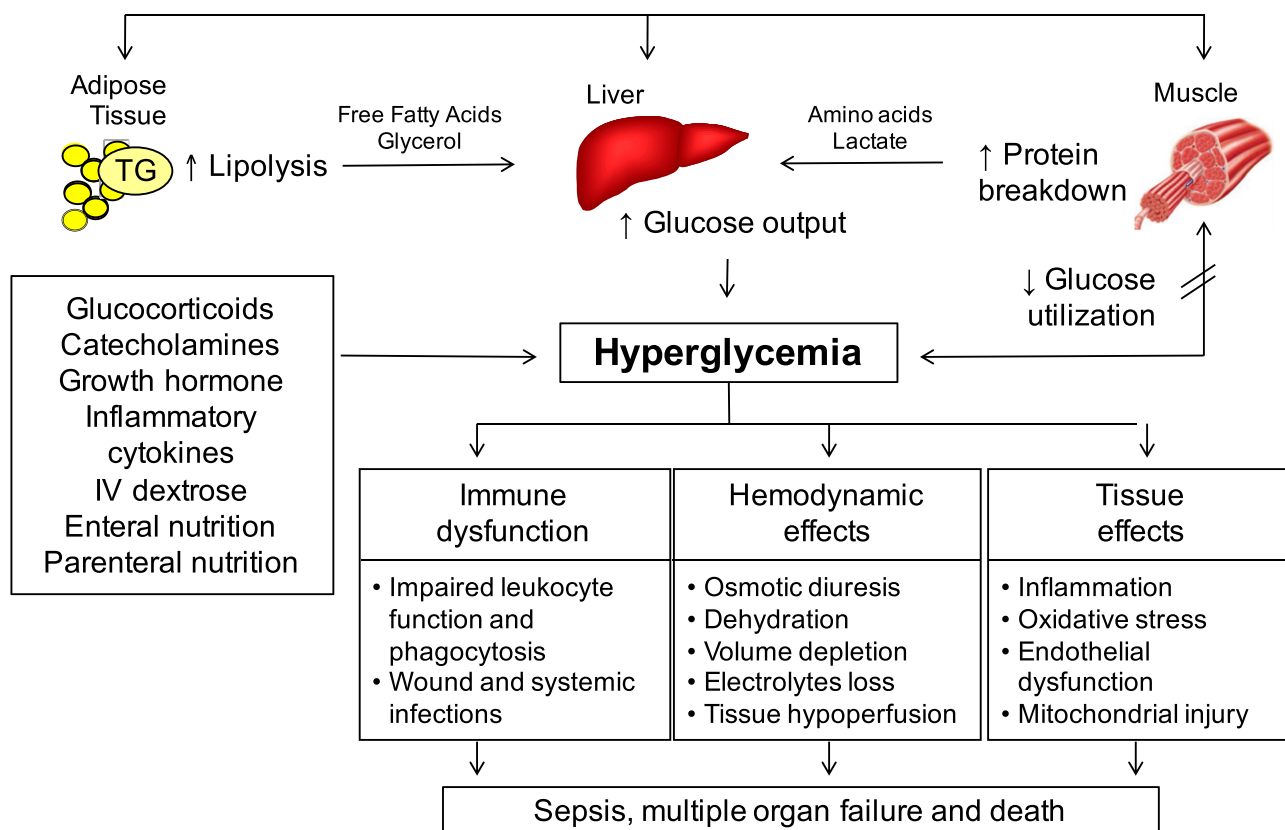 Adipose
Tissue
TG
↑ Lipolysis
Free Fatty Acids
Glycerol
Liver
↑ Glucose output
Amino acids
Lactate
Muscle
↑ Protein
breakdown
↓ Glucose
utilization
Glucocorticoids
Catecholamines
Growth hormone
Inflammatory
cytokines
IV dextrose
Enteral nutrition
Parenteral nutrition
Hyperglycemia
Immune
dysfunction
• Impaired leukocyte
function and
phagocytosis
• Wound and systemic
infections
Hemodynamic
effects
• Osmotic diuresis
• Dehydration
• Volume depletion
• Electrolytes loss
• Tissue hypoperfusion
Tissue
effects
• Inflammation
• Oxidative stress
• Endothelial
dysfunction
• Mitochondrial injury
Sepsis, multiple organ failure and death